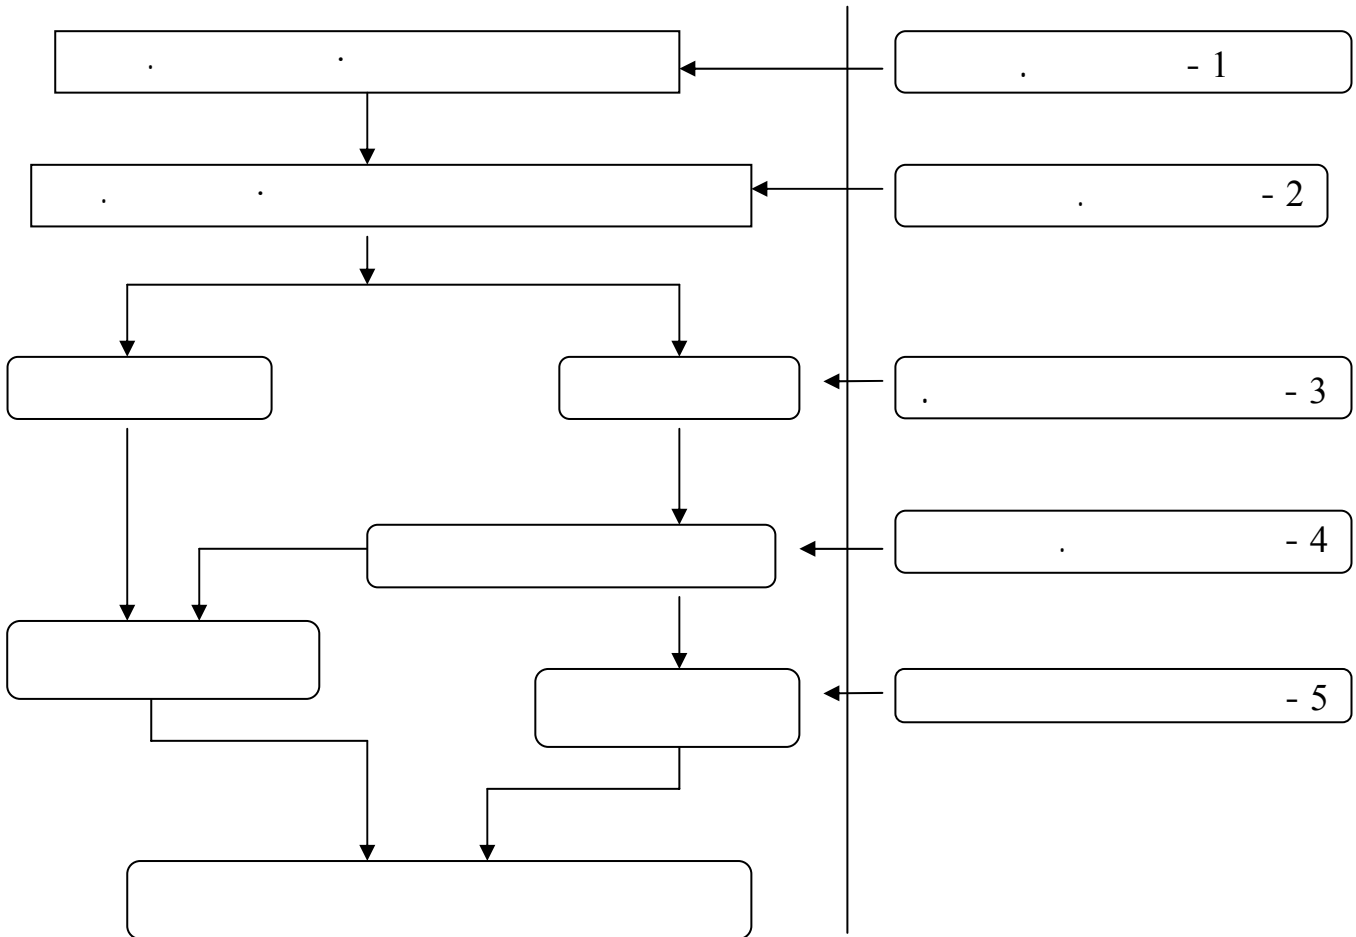 . .
. - 1
. .
. - 2
. - 3
. - 4
- 5